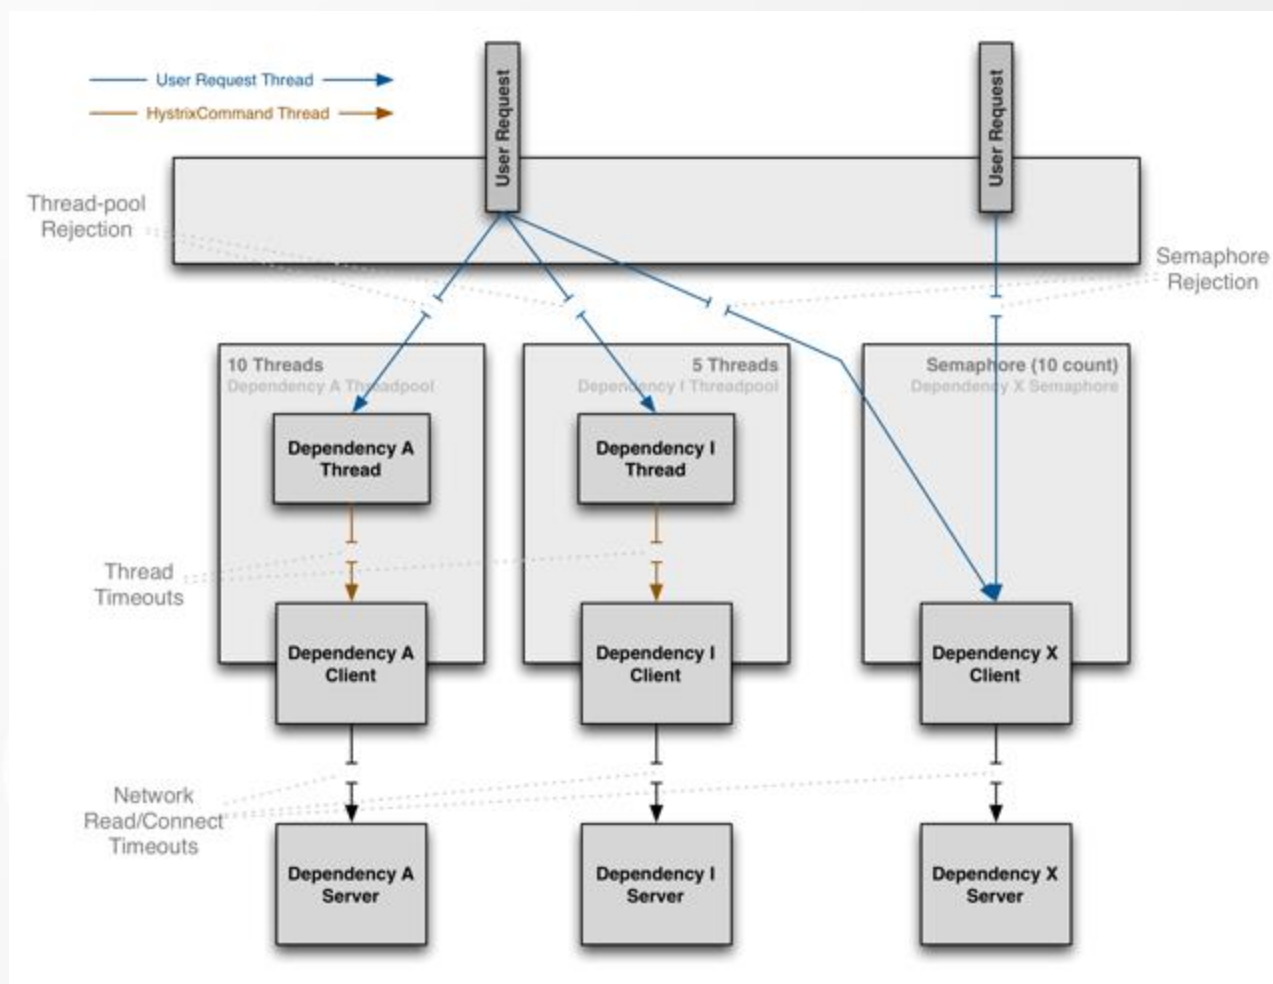 User Request Thread
HystrixCommand Thread
User Request
User Request
Thread-pool
Rejection
Semaphore
Rejection
10 Threads
Dependency A Threadpool
5 Threads
Dependency I Threadpool
Semaphore (10 count)
Dependency X Semaphore
Dependency A
Thread
Dependency I
Thread
Thread
Timeouts
Dependency A
Client
Dependency I
Client
Dependency X
Client
Network
Read/Connect
Timeouts
Dependency A
Server
Dependency I
Server
Dependency X
Server